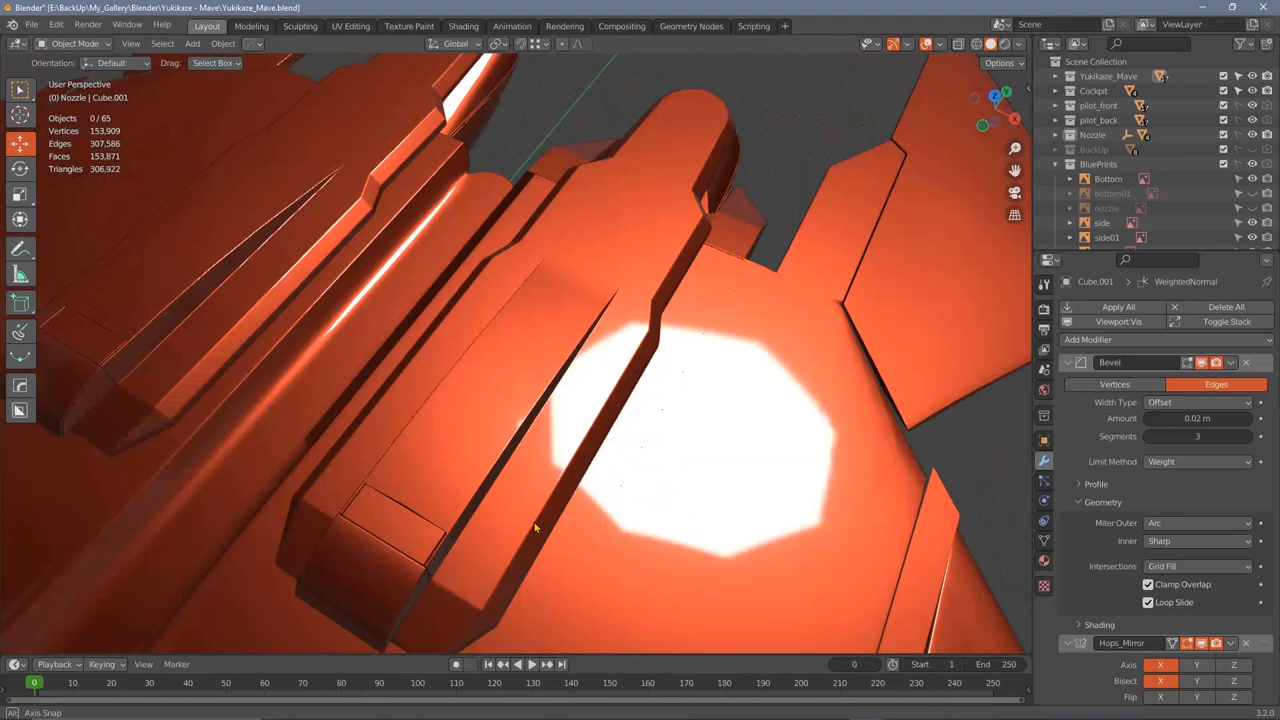 Blender* [E:\BackUp\My_Gallery\Blender\Yukikaze - Mave\Yukikaze_Mave.blend]
File Edit Render Window Help Layout Modeling Sculpting UV Editing Texture Paint Shading Animation Rendering Compositing Geometry Nodes Scripting + Scene ViewLayer
Object Mode View Select Add Object Global
Orientation: Default Drag: Select Box Options
User Perspective
(0) Nozzle | Cube.001
Objects 0 / 65
Vertices 153,909
Edges 307,586
Faces 153,871
Triangles 306,922
Z
Y
X
Scene Collection
Yukikaze_Mave
Cockpit 4
pilot_front 17
pilot_back 17
Nozzle 4
BackUp 8
BluePrints
Bottom
bottom01
nozzle
side
side01
Cube.001 WeightedNormal
Apply All Delete All
Viewport Vis Toggle Stack
Add Modifier
Bevel
Vertices Edges
Width Type Offset
Amount 0.02 m
Segments 3
Limit Method Weight
Profile
Geometry
Miter Outer Arc
Inner Sharp
Intersections Grid Fill
Clamp Overlap
Loop Slide
Shading
Hops_Mirror
Axis X Y Z
Bisect X Y Z
Flip X Y Z
Playback Keying View Marker 0 Start 1 End 250
0 10 20 30 40 50 60 70 80 90 100 110 120 130 140 150 160 170 180 190 200 210 220 230 240 250
Alt Axis Snap 3.2.0